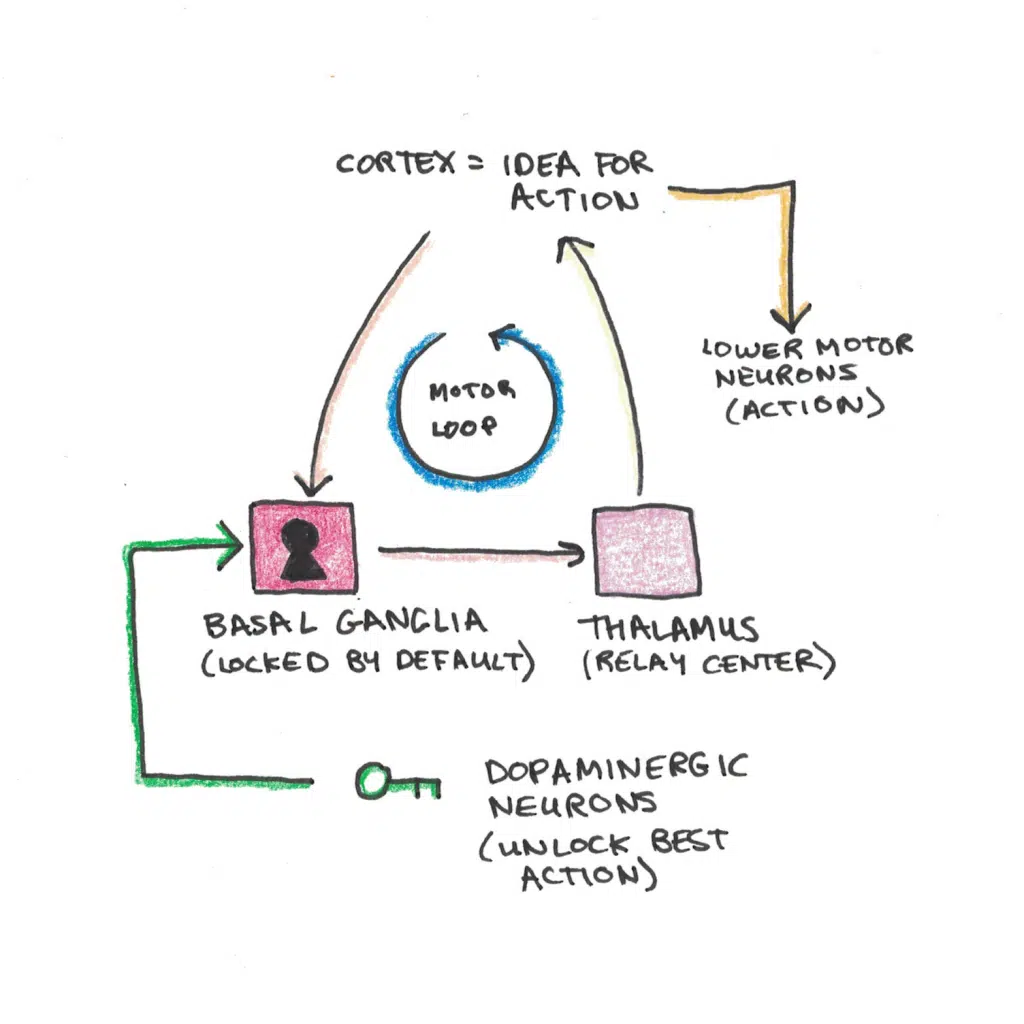 CORTEX = IDEA FOR
ACTION
LOWER MOTOR
NEURONS
(ACTION)
MOTOR
LOOP
BASAL GANGLIA
(LOCKED BY DEFAULT)
THALAMUS
(RELAY CENTER)
DOPAMINERGIC
NEURONS
(UNLOCK BEST
ACTION)